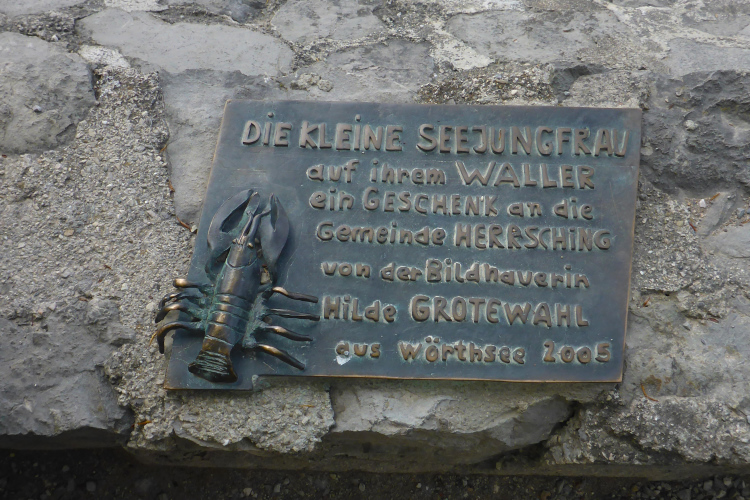 DIE KLEINE SEEJUNGFRAU
auf ihrem WALLER
ein GESCHENK an die
Gemeinde HERRSCHING
von der Bildhauerin
Hilde GROTEWAHL
aus Wörthsee 2005